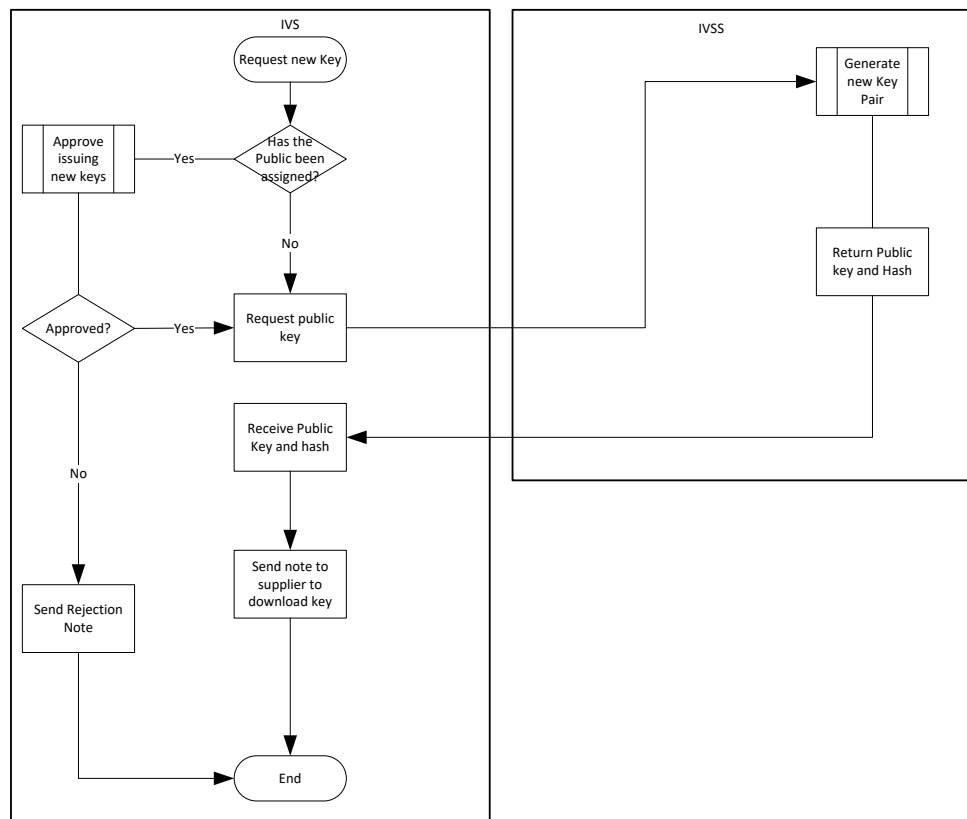 IVS
IVSS
Request new Key
Generate
new Key
Pair
Has the
Public been
assigned?
Yes
Approve
issuing
new keys
No
Return Public
key and Hash
Approved?
Yes
Request public
key
Receive Public
Key and hash
No
Send note to
supplier to
download key
Send Rejection
Note
End